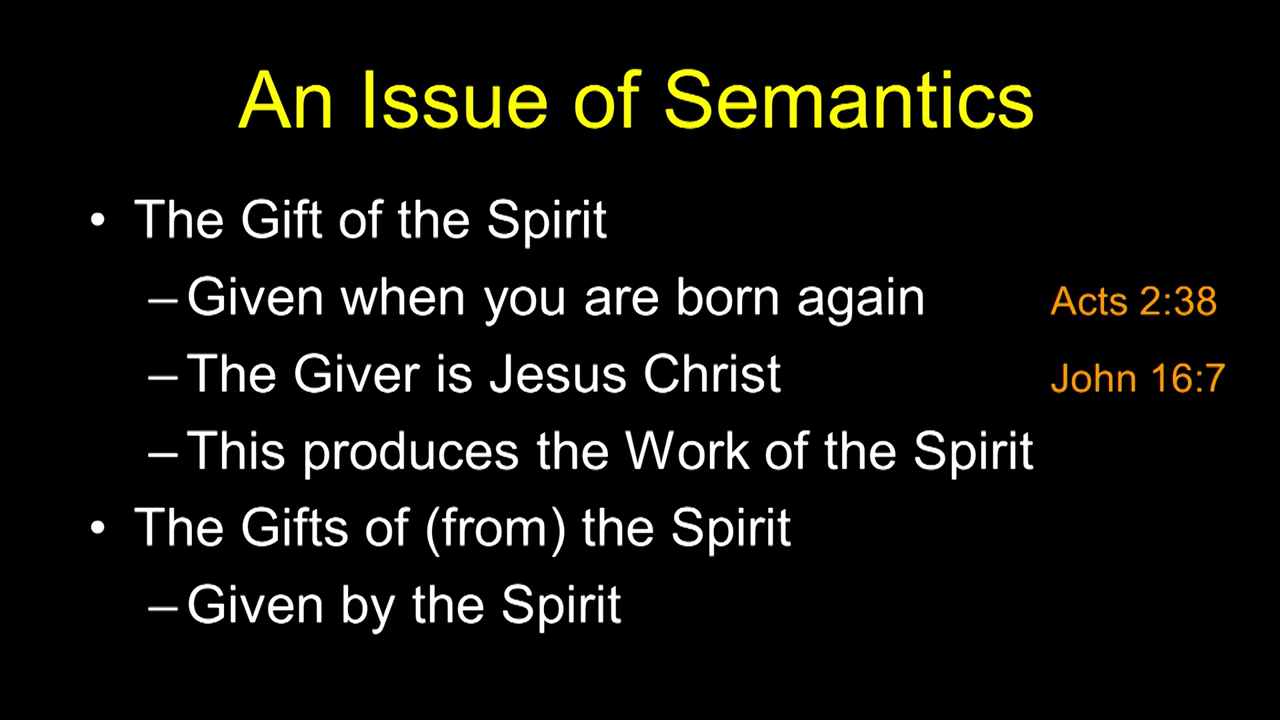 An Issue of Semantics
• The Gift of the Spirit
– Given when you are born again Acts 2:38
– The Giver is Jesus Christ John 16:7
– This produces the Work of the Spirit
• The Gifts of (from) the Spirit
– Given by the Spirit